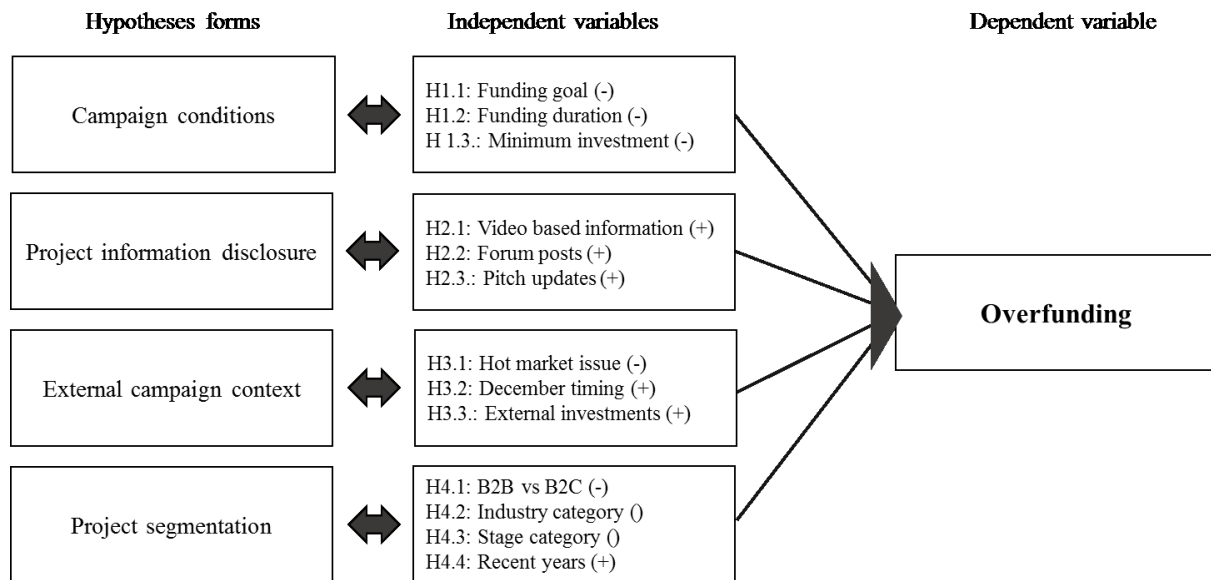 Hypotheses forms
Independent variables
Dependent variable
Campaign conditions
H1.1: Funding goal (-)
H1.2: Funding duration (-)
H 1.3.: Minimum investment (-)
Project information disclosure
H2.1: Video based information (+)
H2.2: Forum posts (+)
H2.3.: Pitch updates (+)
Overfunding
External campaign context
H3.1: Hot market issue (-)
H3.2: December timing (+)
H3.3.: External investments (+)
Project segmentation
H4.1: B2B vs B2C (-)
H4.2: Industry category ()
H4.3: Stage category ()
H4.4: Recent years (+)